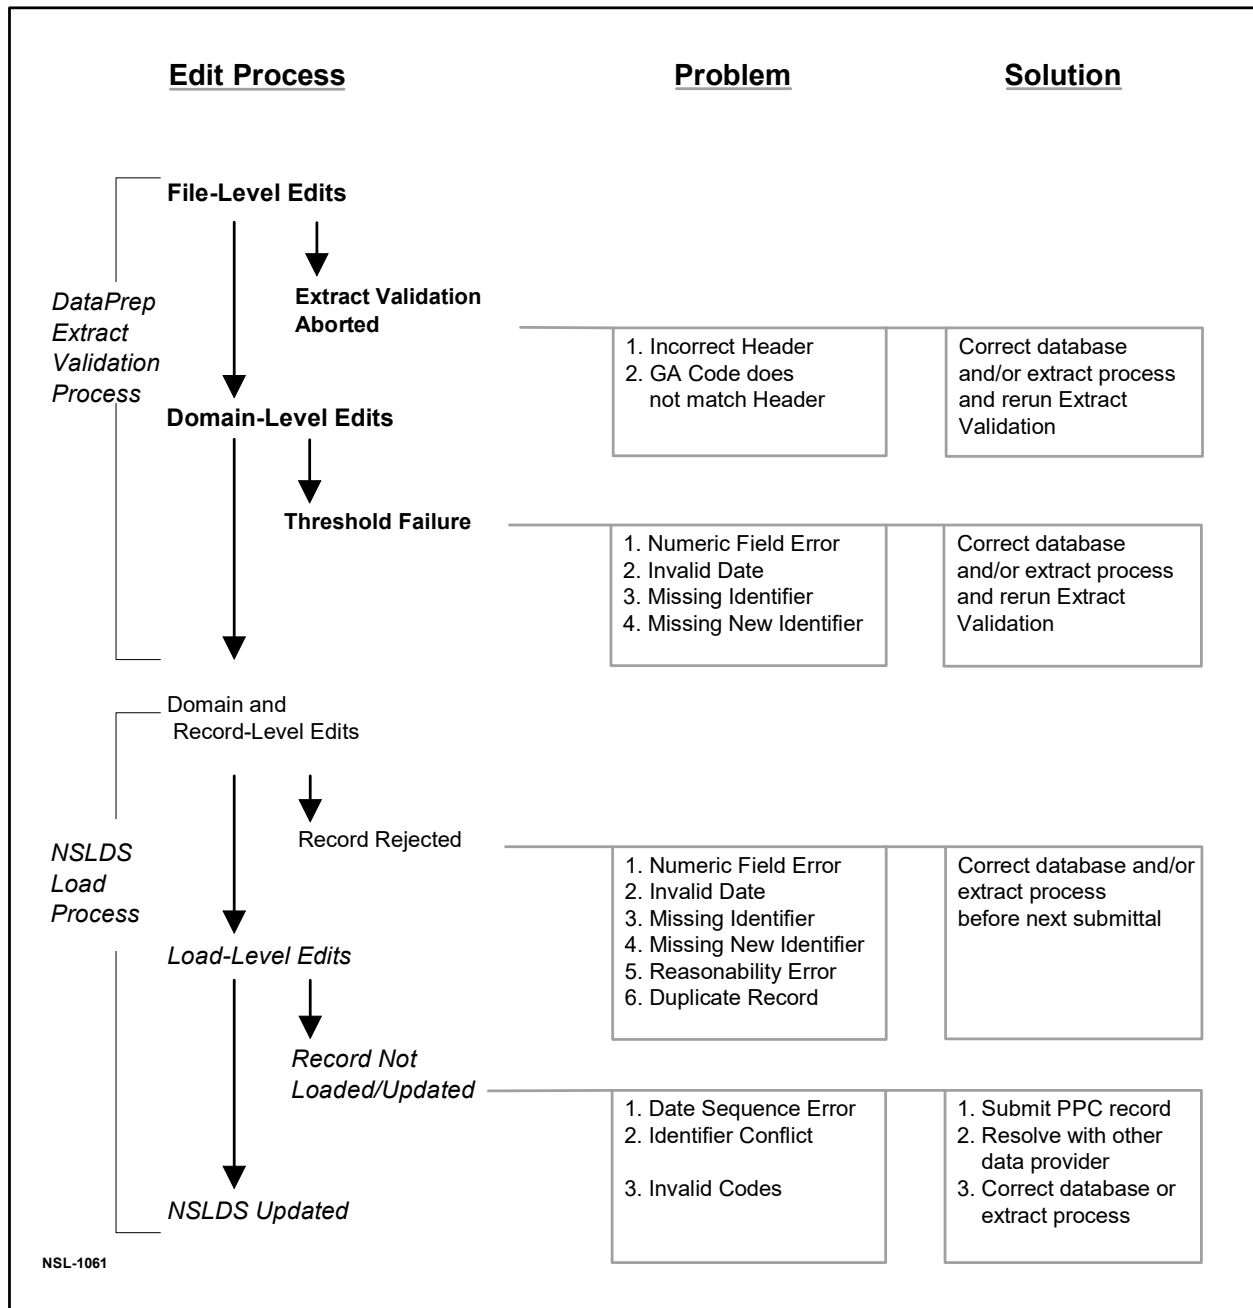 Edit Process
Problem
Solution
File-Level Edits
DataPrep
Extract
Validation
Process
Extract Validation
Aborted
1. Incorrect Header
2. GA Code does
not match Header
Correct database
and/or extract process
and rerun Extract
Validation
Domain-Level Edits
Threshold Failure
1. Numeric Field Error
2. Invalid Date
3. Missing Identifier
4. Missing New Identifier
Correct database
and/or extract process
and rerun Extract
Validation
Domain and
Record-Level Edits
NSLDS
Load
Process
Record Rejected
1. Numeric Field Error
2. Invalid Date
3. Missing Identifier
4. Missing New Identifier
5. Reasonability Error
6. Duplicate Record
Correct database and/or
extract process
before next submittal
Load-Level Edits
Record Not
Loaded/Updated
1. Date Sequence Error
2. Identifier Conflict
3. Invalid Codes
1. Submit PPC record
2. Resolve with other
data provider
3. Correct database or
extract process
NSLDS Updated
NSL-1061